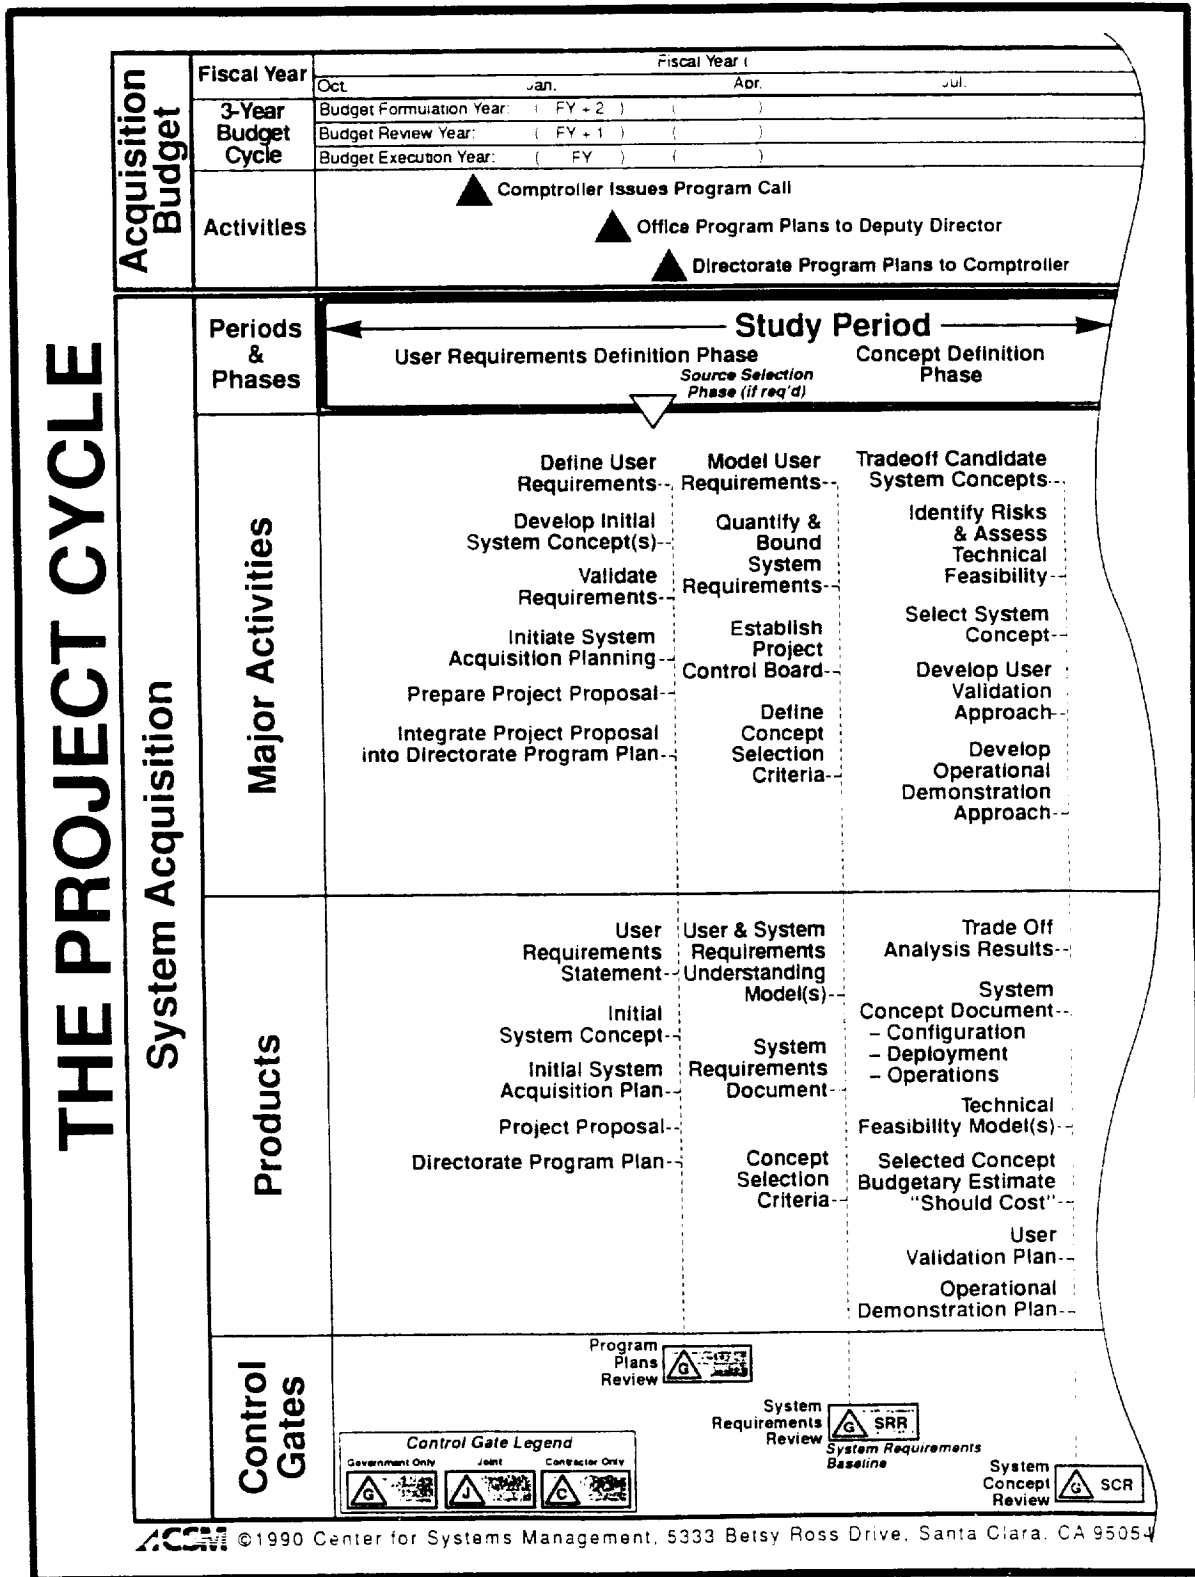 THE PROJECT CYCLE
Acquisition
Budget
Fiscal Year
Fiscal Year (
Oct.
Jan.
Apr.
Jul.
3-Year
Budget
Cycle
Budget Formulation Year: ( FY + 2 ) ( )
Budget Review Year: ( FY + 1 ) ( )
Budget Execution Year: ( FY ) ( )
Activities
Comptroller Issues Program Call
Office Program Plans to Deputy Director
Directorate Program Plans to Comptroller
System Acquisition
Periods
&
Phases
Study Period
User Requirements Definition Phase
Source Selection
Phase (if req'd)
Concept Definition
Phase
Major Activities
Define User
Requirements
Develop Initial
System Concept(s)
Validate
Requirements
Initiate System
Acquisition Planning
Prepare Project Proposal
Integrate Project Proposal
into Directorate Program Plan
Model User
Requirements
Quantify &
Bound
System
Requirements
Establish
Project
Control Board
Define
Concept
Selection
Criteria
Tradeoff Candidate
System Concepts
Identify Risks
& Assess
Technical
Feasibility
Select System
Concept
Develop User
Validation
Approach
Develop
Operational
Demonstration
Approach
Products
User
Requirements
Statement
Initial
System Concept
Initial System
Acquisition Plan
Project Proposal
Directorate Program Plan
User & System
Requirements
Understanding
Model(s)
System
Requirements
Document
Concept
Selection
Criteria
Trade Off
Analysis Results
System
Concept Document
– Configuration
– Deployment
– Operations
Technical
Feasibility Model(s)
Selected Concept
Budgetary Estimate
"Should Cost"
User
Validation Plan
Operational
Demonstration Plan
Control
Gates
Program
Plans
Review
G
System
Requirements
Review
G SRR
System Requirements
Baseline
System
Concept
Review
G SCR
Control Gate Legend
Government Only
Joint
Contractor Only
G
J
C
CSM ©1990 Center for Systems Management, 5333 Betsy Ross Drive, Santa Clara, CA 95054